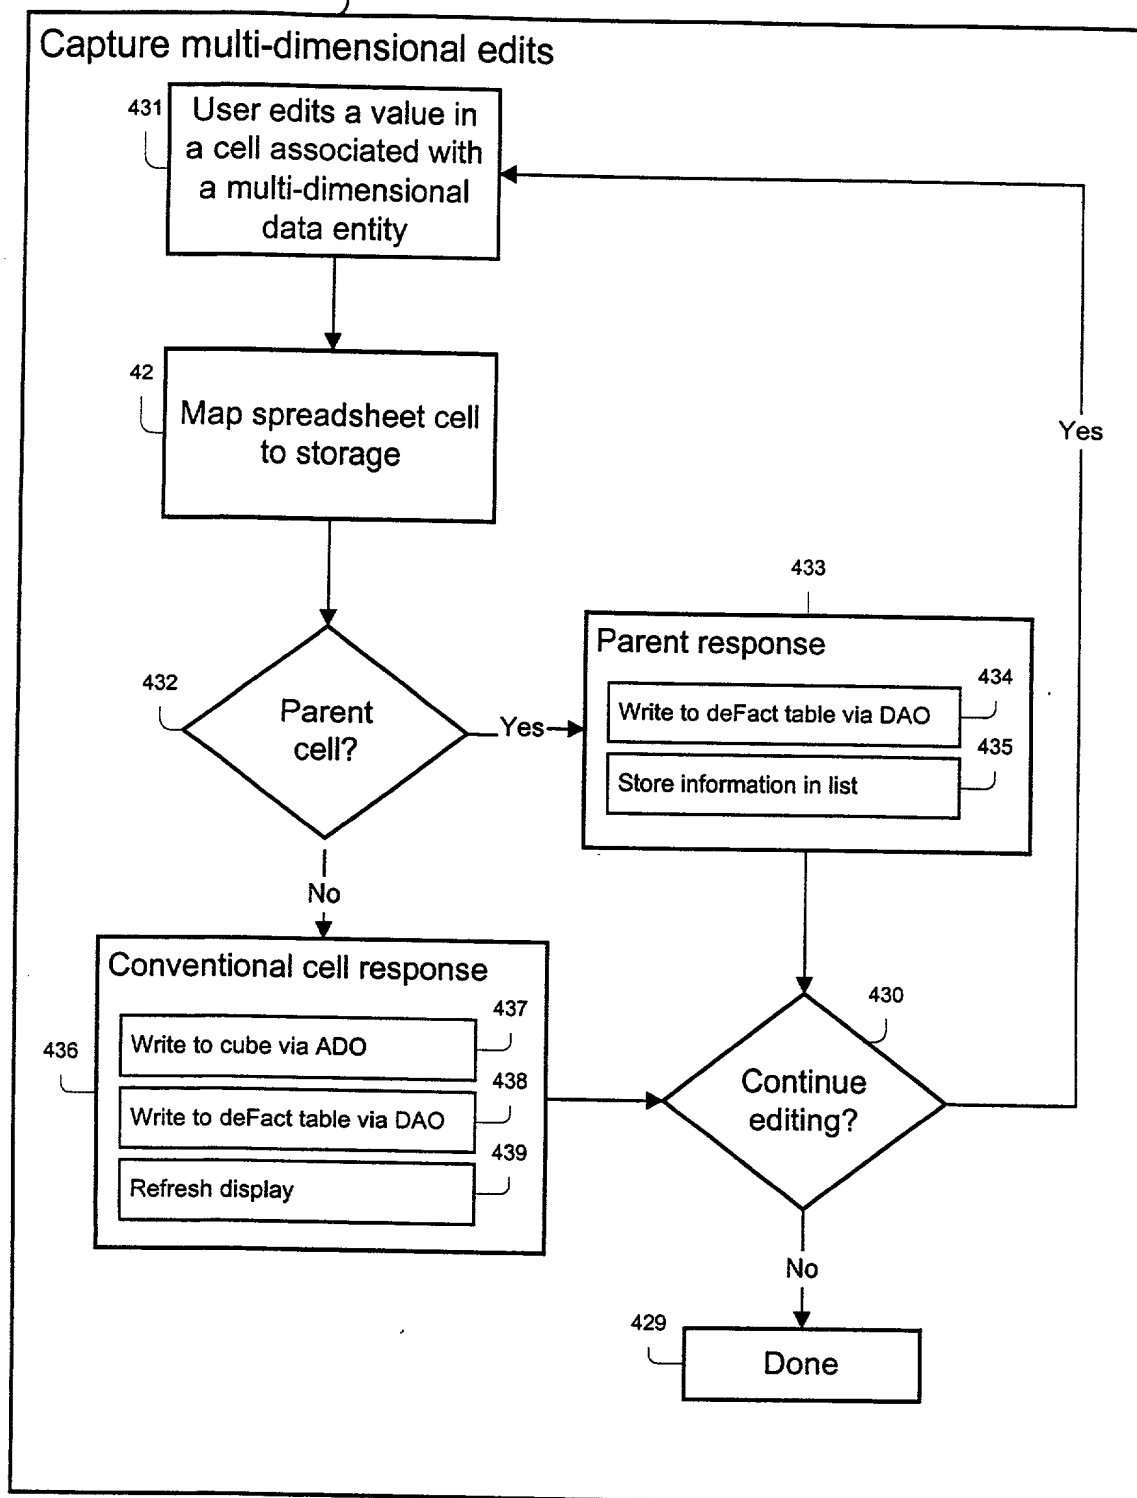 Capture multi-dimensional edits
431
User edits a value in
a cell associated with
a multi-dimensional
data entity
42
Map spreadsheet cell
to storage
Yes
433
432
Parent
cell?
Yes
Parent response
434
Write to deFact table via DAO
435
Store information in list
No
Conventional cell response
436
437
Write to cube via ADO
438
Write to deFact table via DAO
439
Refresh display
430
Continue
editing?
No
429
Done